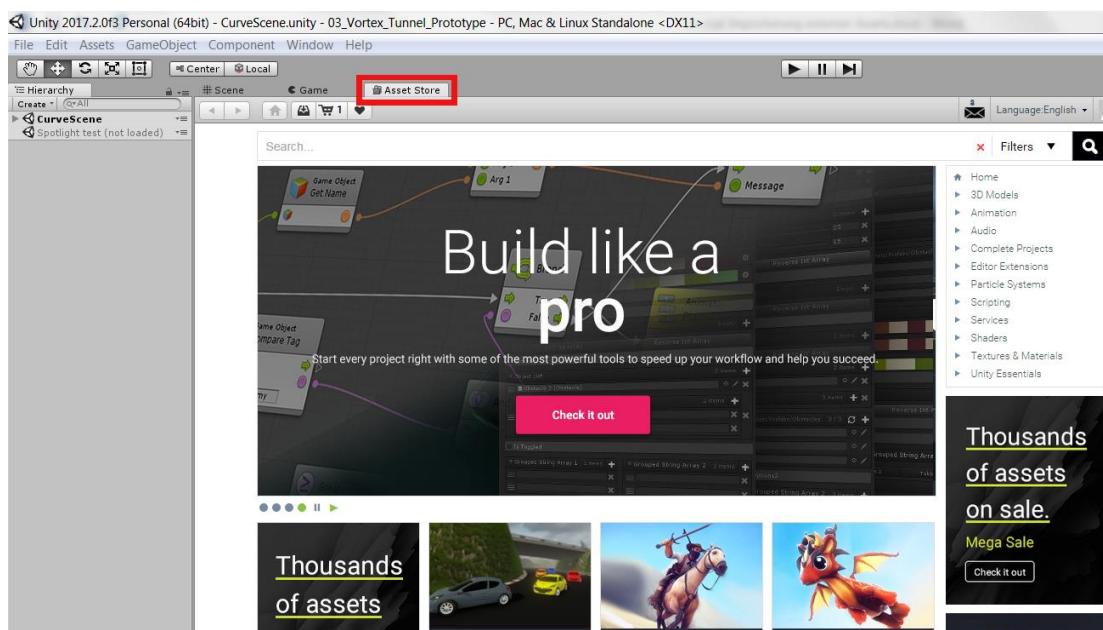 Unity 2017.2.0f3 Personal (64bit) - CurveScene.unity - 03_Vortex_Tunnel_Prototype - PC, Mac & Linux Standalone <DX11>
File Edit Assets GameObject Component Window Help
Center Local
Hierarchy
# Scene Game Asset Store
Create All
1
CurveScene
Spotlight test (not loaded)
Language:English
Search...
Filters
Home
3D Models
Animation
Audio
Complete Projects
Editor Extensions
Particle Systems
Scripting
Services
Shaders
Textures & Materials
Unity Essentials
Game Object
Get Name
Arg 1
Message
Build like a
pro
Game Object
Compare Tag
Start every project right with some of the most powerful tools to speed up your workflow and help you succeed.
Check it out
Is Toggled
Thousands
of assets
on sale.
Mega Sale
Check it out
Thousands
of assets